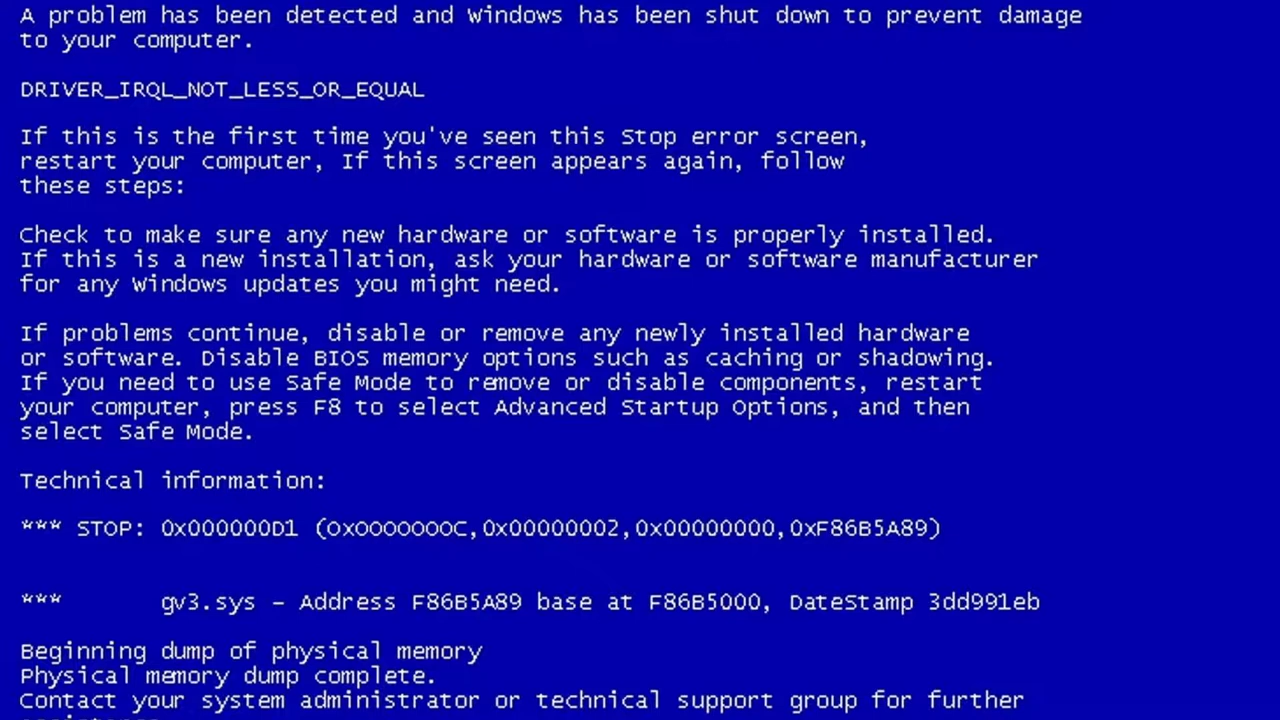 A problem has been detected and Windows has been shut down to prevent damage
to your computer.
DRIVER_IRQL_NOT_LESS_OR_EQUAL
If this is the first time you've seen this Stop error screen,
restart your computer, If this screen appears again, follow
these steps:
Check to make sure any new hardware or software is properly installed.
If this is a new installation, ask your hardware or software manufacturer
for any Windows updates you might need.
If problems continue, disable or remove any newly installed hardware
or software. Disable BIOS memory options such as caching or shadowing.
If you need to use Safe Mode to remove or disable components, restart
your computer, press F8 to select Advanced Startup Options, and then
select Safe Mode.
Technical information:
*** STOP: 0x000000D1 (0x0000000C,0x00000002,0x00000000,0xF86B5A89)
*** gv3.sys – Address F86B5A89 base at F86B5000, DateStamp 3dd991eb
Beginning dump of physical memory
Physical memory dump complete.
Contact your system administrator or technical support group for further